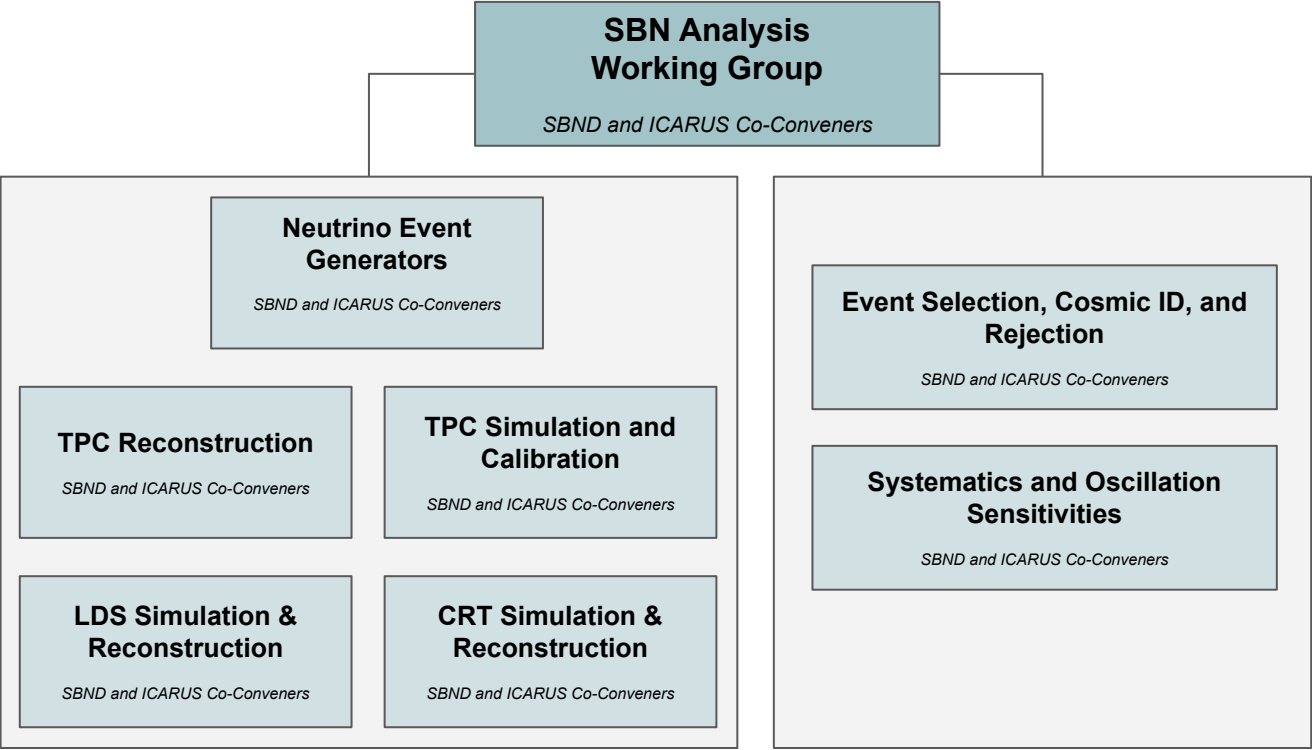 SBN Analysis
Working Group
SBND and ICARUS Co-Conveners
Neutrino Event
Generators
SBND and ICARUS Co-Conveners
TPC Reconstruction
SBND and ICARUS Co-Conveners
TPC Simulation and
Calibration
SBND and ICARUS Co-Conveners
LDS Simulation &
Reconstruction
SBND and ICARUS Co-Conveners
CRT Simulation &
Reconstruction
SBND and ICARUS Co-Conveners
Event Selection, Cosmic ID, and
Rejection
SBND and ICARUS Co-Conveners
Systematics and Oscillation
Sensitivities
SBND and ICARUS Co-Conveners